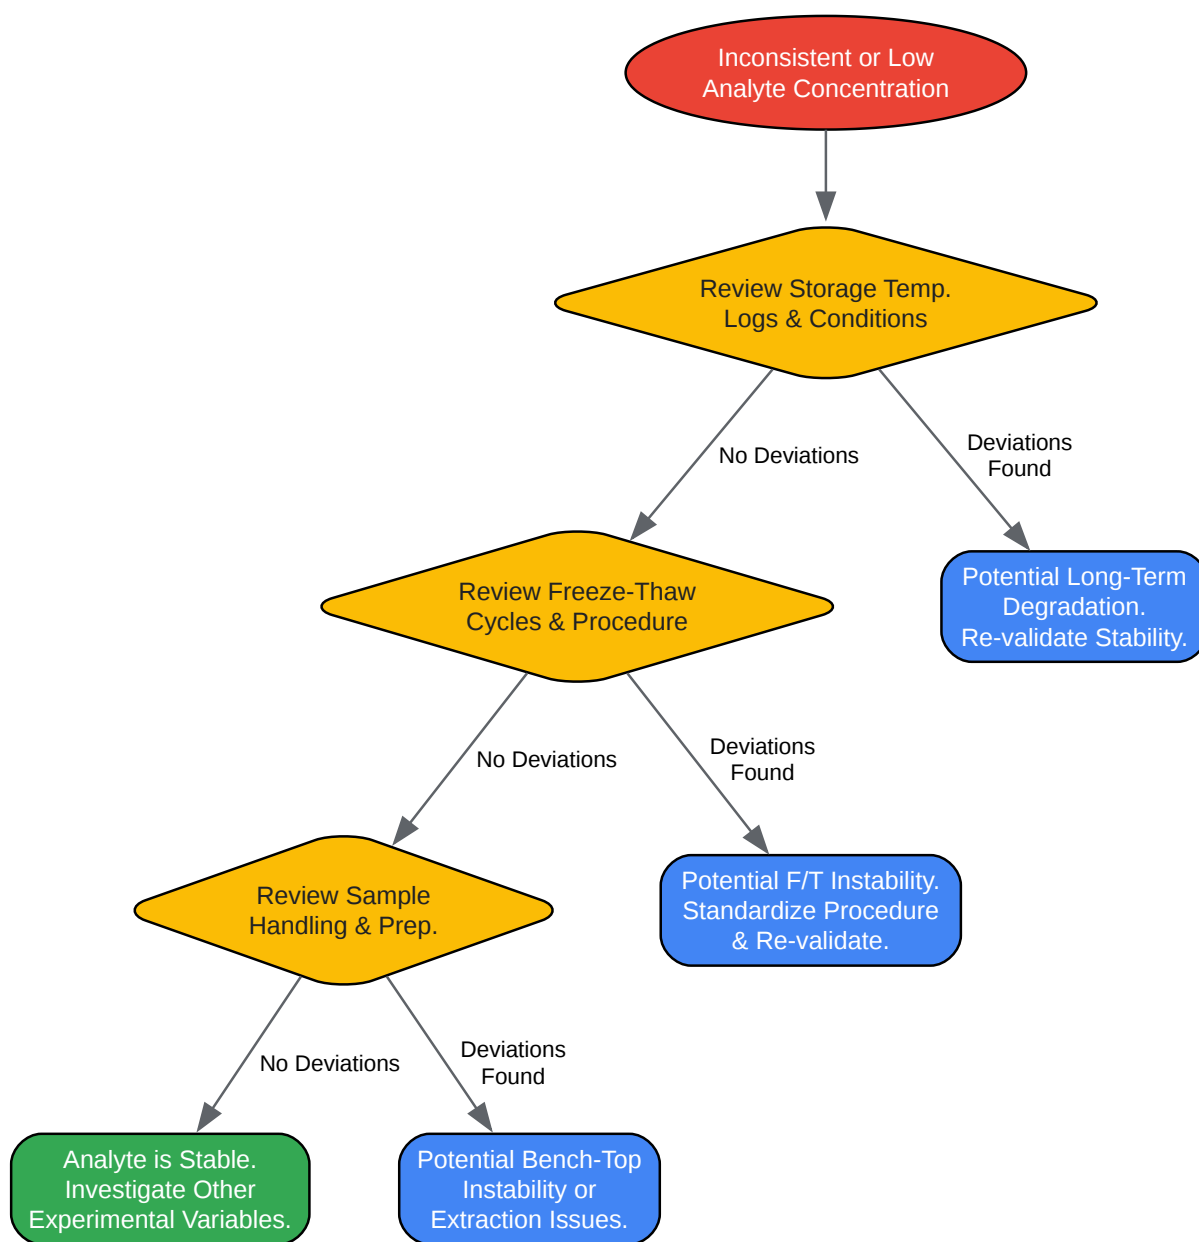 Inconsistent or Low
Analyte Concentration
Review Storage Temp.
Logs & Conditions
No Deviations
Deviations
Found
Potential Long-Term
Degradation.
Re-validate Stability.
Review Freeze-Thaw
Cycles & Procedure
No Deviations
Deviations
Found
Potential F/T Instability.
Standardize Procedure
& Re-validate.
Review Sample
Handling & Prep.
No Deviations
Deviations
Found
Analyte is Stable.
Investigate Other
Experimental Variables.
Potential Bench-Top
Instability or
Extraction Issues.